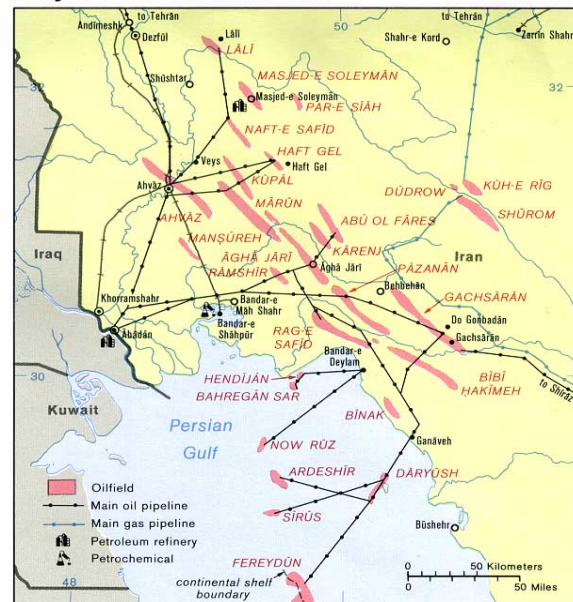 to Tehrān
50
to Tehrān
Andīmeshk
Dezfūl
Lālī
LĀLĪ
Shahr-e Kord
Zarrīn Shahr
Shūshtar
MASJED-E SOLEYMĀN
32
32
Masjed-e Soleymān
PAR-E SĪĀH
NAFT-E SAFĪD
HAFT GEL
Veys
Haft Gel
Ahvāz
KŪPĀL
DŪDROW
KŪH-E RĪG
MĀRŪN
SHŪROM
AHVĀZ
ABŪ OL FĀRES
MANṢŪREH
KĀRENJ
Iraq
Iran
ĀGHĀ JĀRĪ
Āghā Jārī
PĀZANĀN
RĀMSHĪR
Behbehān
GACHSĀRĀN
Khorramshahr
Bandar-e
Māh Shahr
Ābādān
Bandar-e
Shāhpūr
RAG-E
SAFĪD
Do Gonbadān
Gachsārān
Bandar-e
Deylam
30
30
HENDĪJĀN
BĪBĪ
ḤAKĪMEH
to Shīrāz
BAHREGĀN SAR
Kuwait
BĪNAK
Persian
Gulf
Ganāveh
NOW RŪZ
ARDESHĪR
DĀRYŪSH
Oilfield
Main oil pipeline
SĪRŪS
Būshehr
Main gas pipeline
Petroleum refinery
Petrochemical
FEREYDŪN
0 50 Kilometers
continental shelf
boundary
0 50 Miles
48